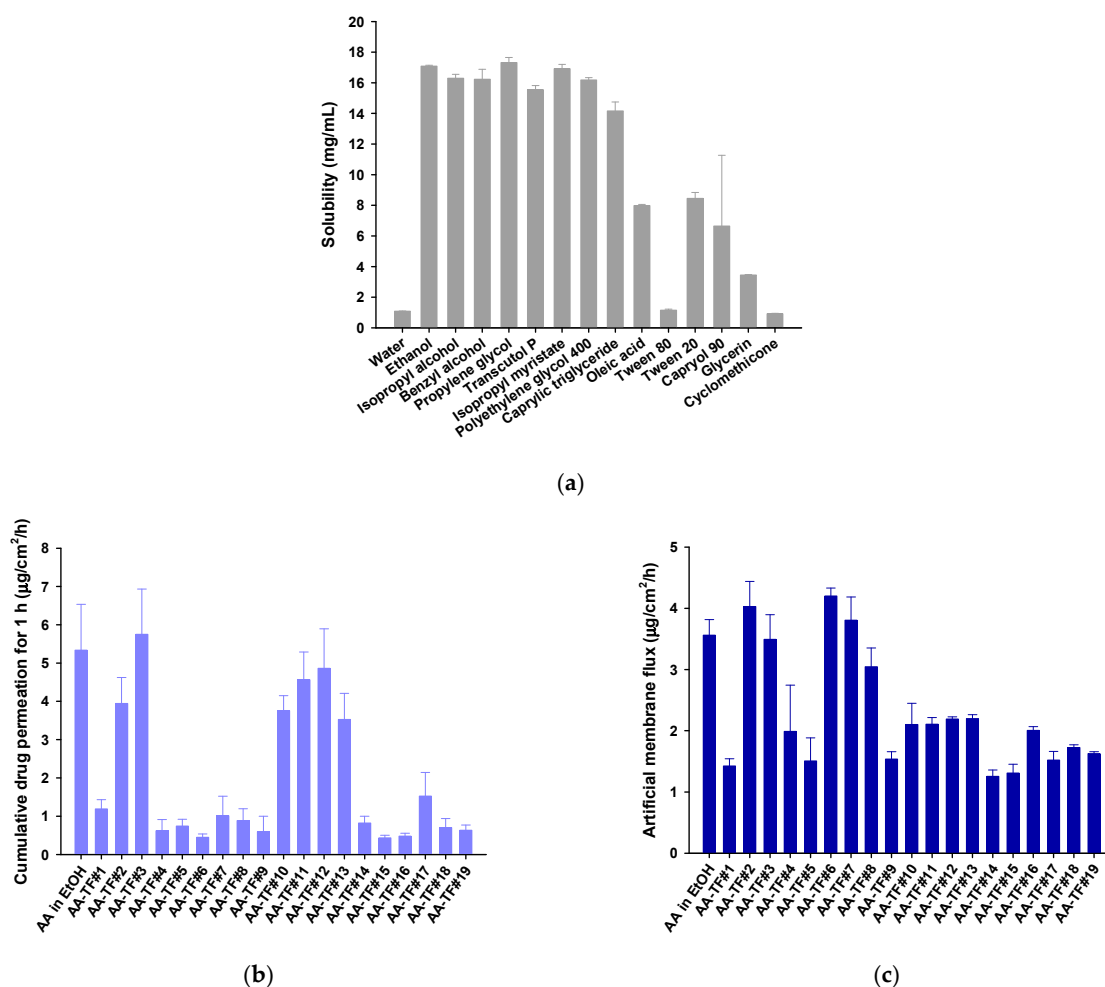 Solubility (mg/mL)
20
18
16
14
12
10
8
6
4
2
0
Water
Ethanol
Isopropyl alcohol
Benzyl alcohol
Propylene glycol
Transcutol P
Isopropyl myristate
Polyethylene glycol 400
Caprylic triglyceride
Oleic acid
Tween 80
Tween 20
Capryol 90
Glycerin
Cyclomethicone
(a)
Cumulative drug permeation for 1 h (μg/cm²/h)
8
7
6
5
4
3
2
1
0
AA in EtOH
AA-TF#1
AA-TF#2
AA-TF#3
AA-TF#4
AA-TF#5
AA-TF#6
AA-TF#7
AA-TF#8
AA-TF#9
AA-TF#10
AA-TF#11
AA-TF#12
AA-TF#13
AA-TF#14
AA-TF#15
AA-TF#16
AA-TF#17
AA-TF#18
AA-TF#19
(b)
Artificial membrane flux (μg/cm²/h)
5
4
3
2
1
0
AA in EtOH
AA-TF#1
AA-TF#2
AA-TF#3
AA-TF#4
AA-TF#5
AA-TF#6
AA-TF#7
AA-TF#8
AA-TF#9
AA-TF#10
AA-TF#11
AA-TF#12
AA-TF#13
AA-TF#14
AA-TF#15
AA-TF#16
AA-TF#17
AA-TF#18
AA-TF#19
(c)